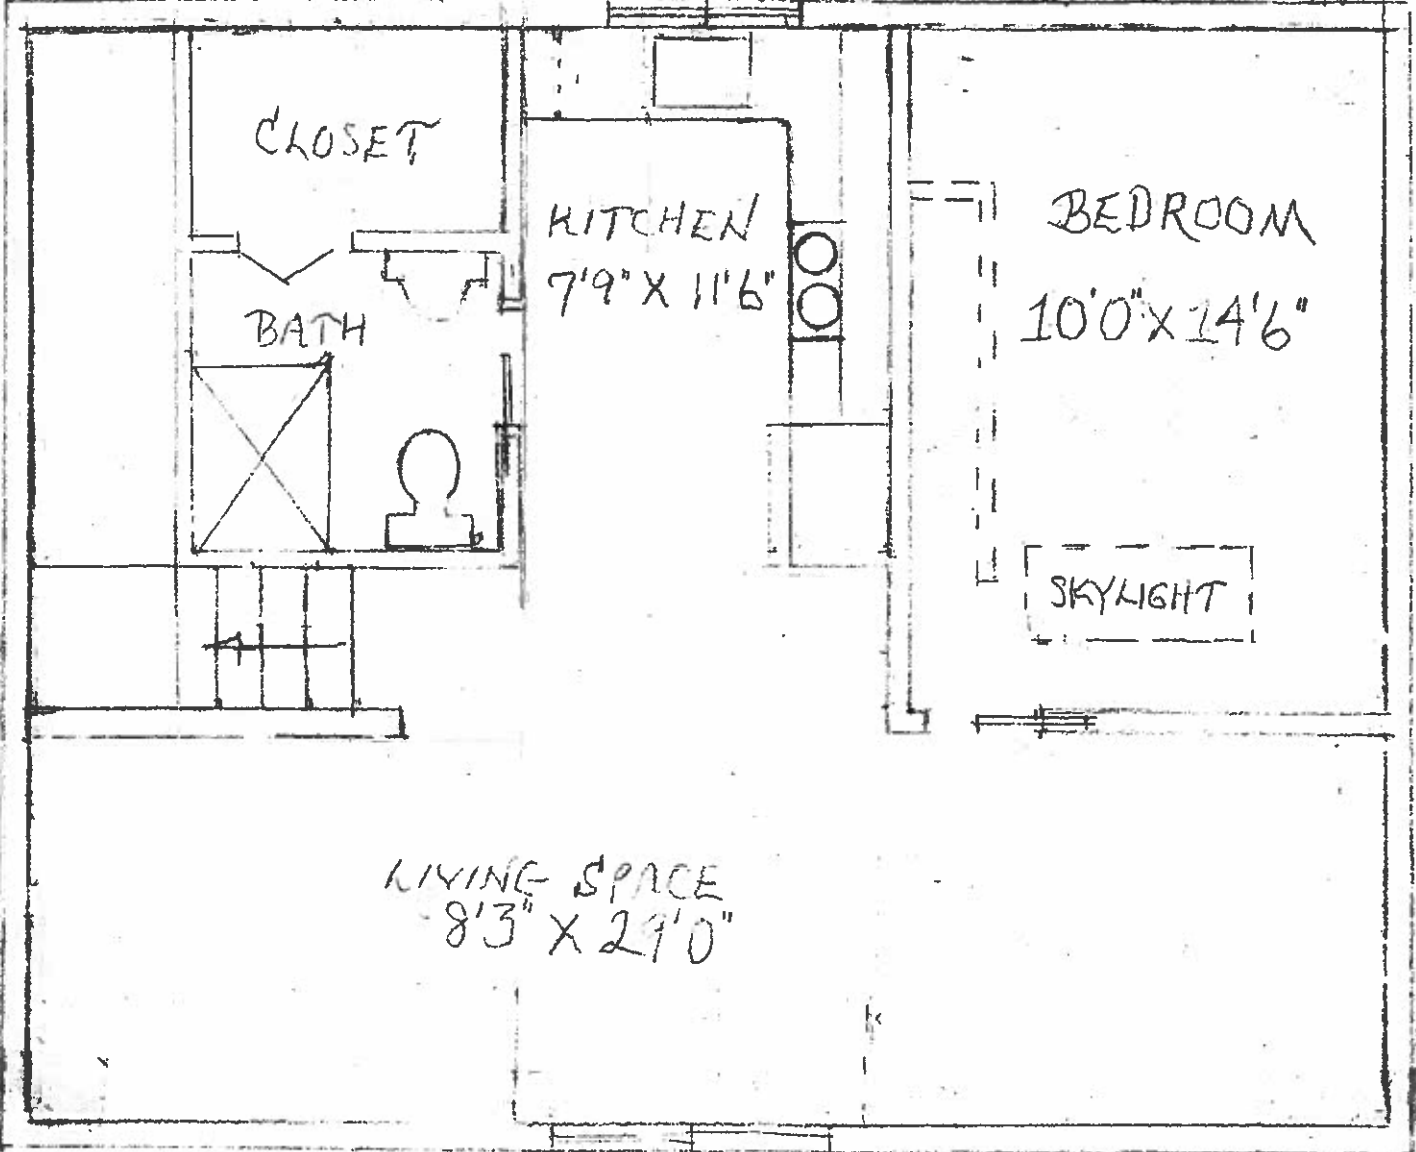 CLOSET
KITCHEN
7'9" X 11'6"
BEDROOM
10'0" X 14'6"
BATH
SKYLIGHT
LIVING SPACE
8'3" X 29'0"